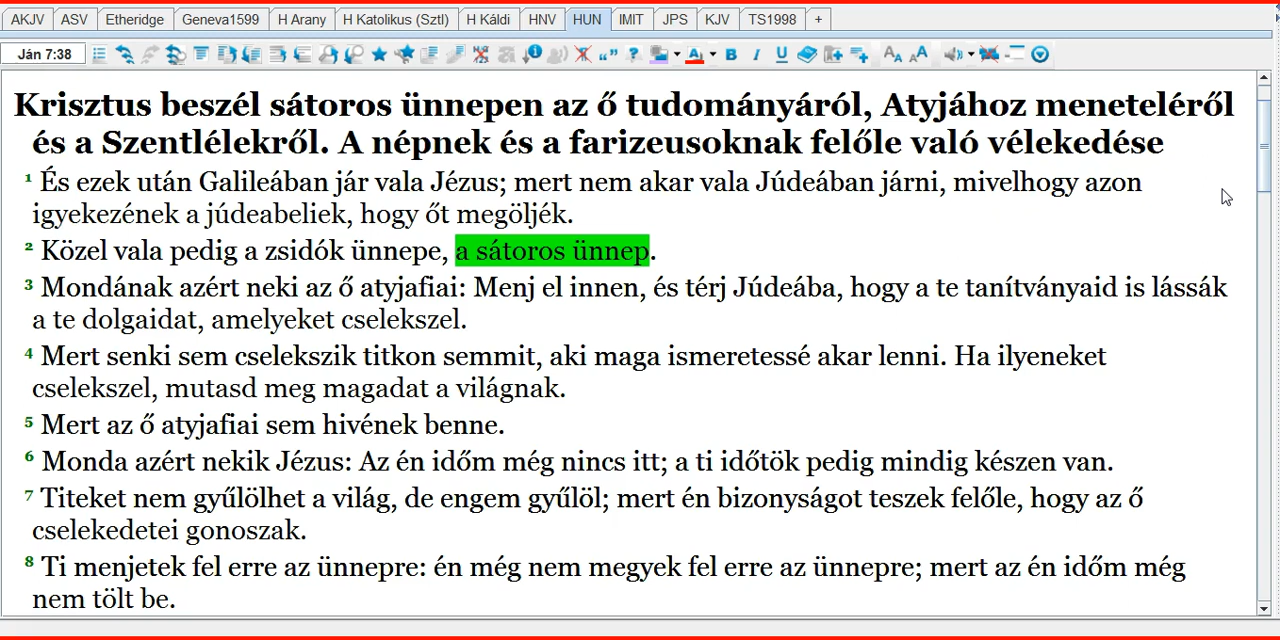 AKJV ASV Etheridge Geneva1599 H Arany H Katolikus (Sztl) H Káldi HNV HUN IMIT JPS KJV TS1998 +
Ján 7:38
Krisztus beszél sátoros ünnepen az ő tudományáról, Atyjához meneteléről
és a Szentlélekről. A népnek és a farizeusoknak felőle való vélekedése
1 És ezek után Galileában jár vala Jézus; mert nem akar vala Júdeában járni, mivelhogy azon
igyekezének a júdeabeliek, hogy őt megöljék.
2 Közel vala pedig a zsidók ünnepe, a sátoros ünnep.
3 Mondának azért neki az ő atyjafiai: Menj el innen, és térj Júdeába, hogy a te tanítványaid is lássák
a te dolgaidat, amelyeket cselekszel.
4 Mert senki sem cselekszik titkon semmit, aki maga ismeretessé akar lenni. Ha ilyeneket
cselekszel, mutasd meg magadat a világnak.
5 Mert az ő atyjafiai sem hivének benne.
6 Monda azért nekik Jézus: Az én időm még nincs itt; a ti időtök pedig mindig készen van.
7 Titeket nem gyűlölhet a világ, de engem gyűlöl; mert én bizonyságot teszek felőle, hogy az ő
cselekedetei gonoszak.
8 Ti menjetek fel erre az ünnepre: én még nem megyek fel erre az ünnepre; mert az én időm még
nem tölt be.